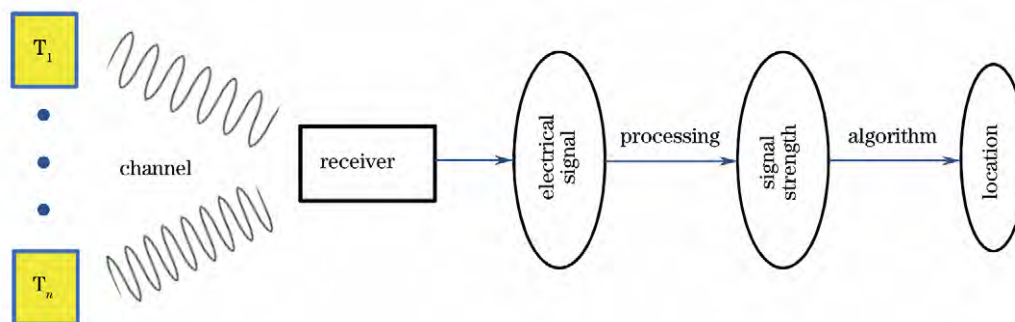 T1
channel
Tn
receiver
electrical
signal
processing
signal
strength
algorithm
location